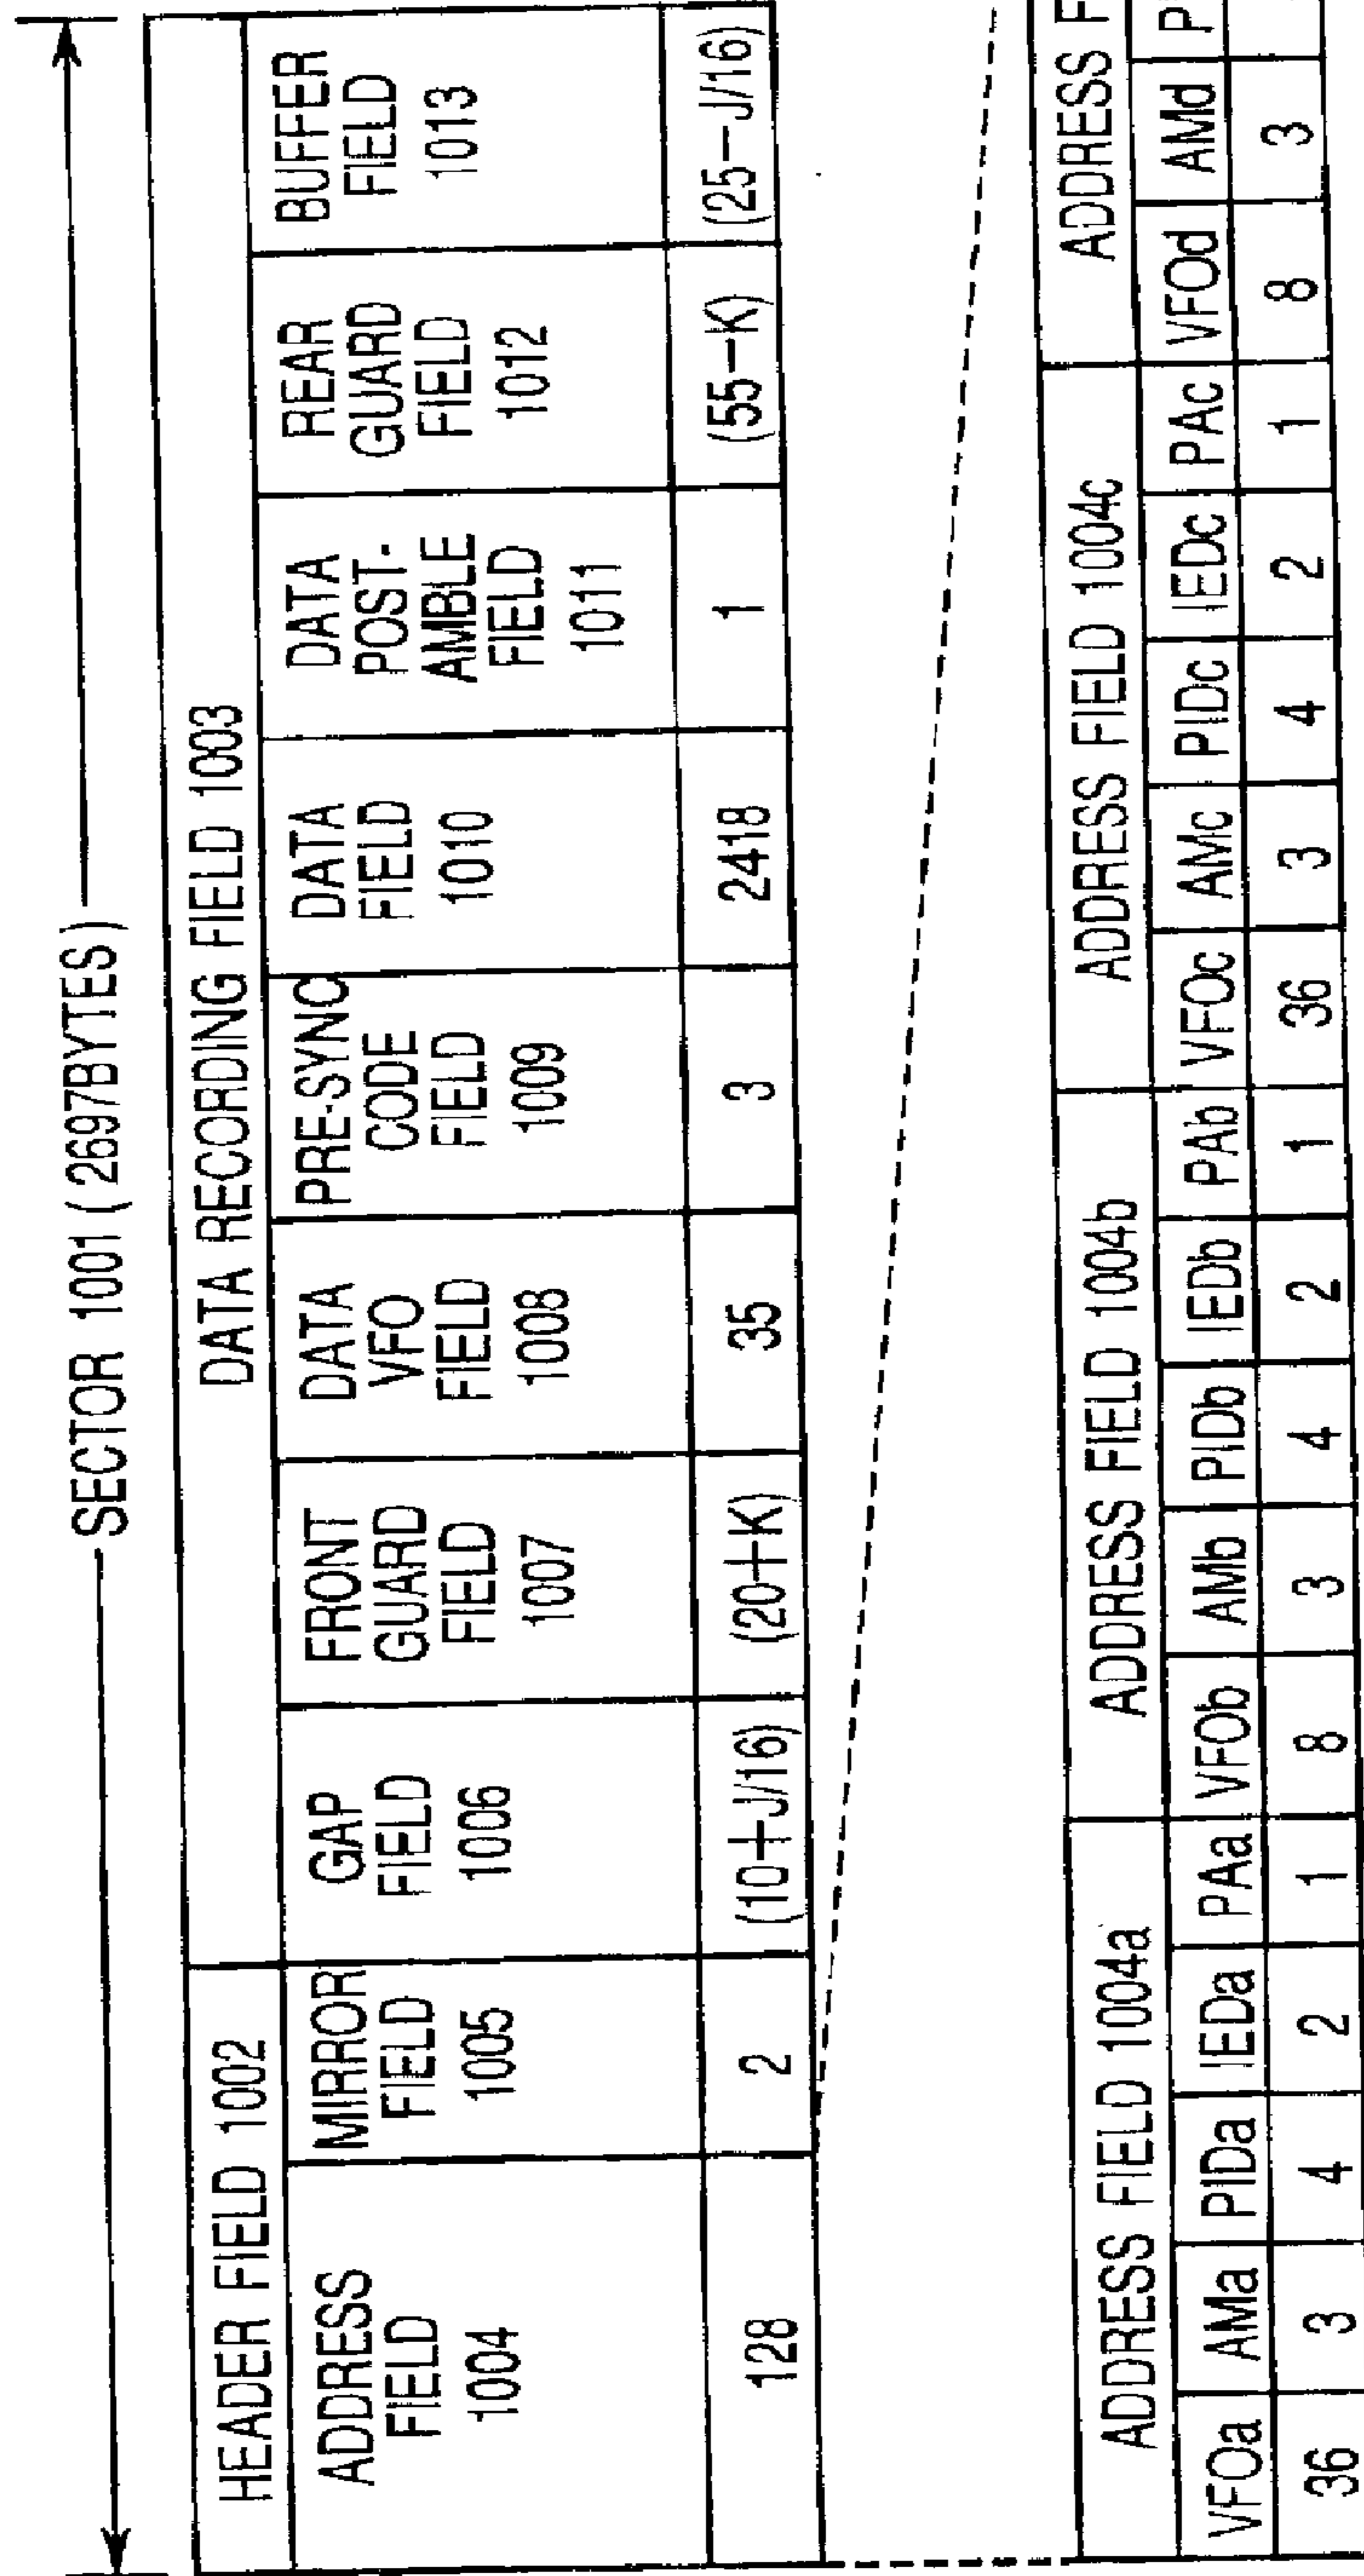 SECTOR 1001 (2697BYTES)
HEADER FIELD 1002
DATA RECORDING FIELD 1003
ADDRESS
FIELD
1004
MIRROR
FIELD
1005
GAP
FIELD
1006
FRONT
GUARD
FIELD
1007
DATA
VFO
FIELD
1008
PRE-SYNC
CODE
FIELD
1009
DATA
FIELD
1010
DATA
POST-
AMBLE
FIELD
1011
REAR
GUARD
FIELD
1012
BUFFER
FIELD
1013
128 2 (10+J/16) (20+K) 35 3 2418 1 (55-K) (25-J/16)
ADDRESS FIELD 1004a ADDRESS FIELD 1004b ADDRESS FIELD 1004c ADDRESS F
VFOa AMa PIDa IEDa PAa VFOb AMb PIDb IEDb PAb VFOc AMc PIDc IEDc PAc VFOd AMd P
36 3 4 2 1 8 3 4 2 1 36 3 4 2 1 8 3